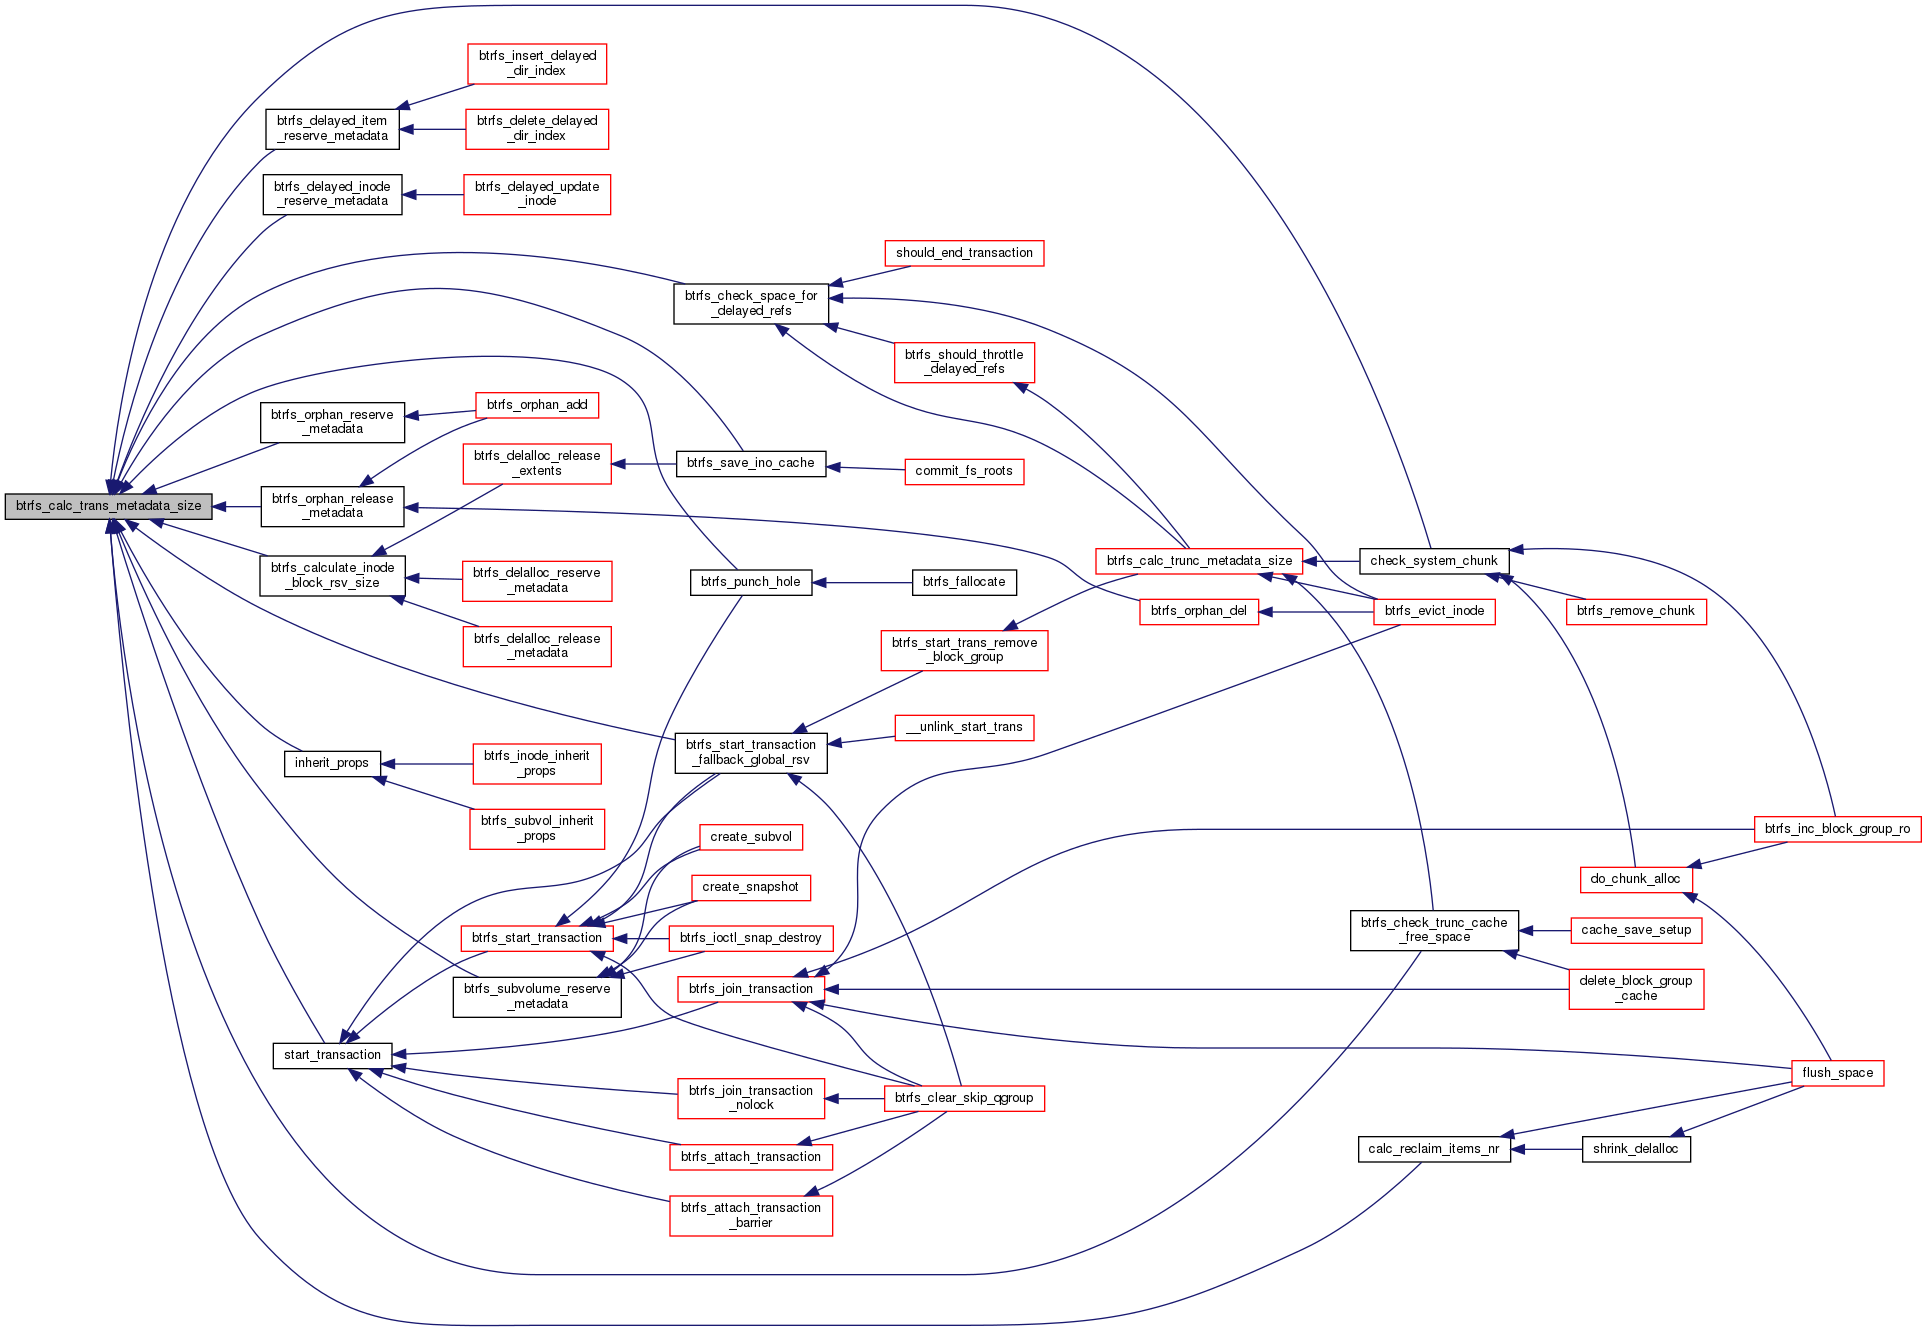 btrfs_insert_delayed
_dir_index
btrfs_delayed_item
_reserve_metadata
btrfs_delete_delayed
_dir_index
btrfs_delayed_inode
_reserve_metadata
btrfs_delayed_update
_inode
should_end_transaction
btrfs_check_space_for
_delayed_refs
btrfs_should_throttle
_delayed_refs
btrfs_orphan_reserve
_metadata
btrfs_orphan_add
btrfs_delalloc_release
_extents
btrfs_save_ino_cache
commit_fs_roots
btrfs_calc_trans_metadata_size
btrfs_orphan_release
_metadata
btrfs_calculate_inode
_block_rsv_size
btrfs_delalloc_reserve
_metadata
btrfs_punch_hole
btrfs_fallocate
btrfs_calc_trunc_metadata_size
check_system_chunk
btrfs_orphan_del
btrfs_evict_inode
btrfs_remove_chunk
btrfs_delalloc_release
_metadata
btrfs_start_trans_remove
_block_group
__unlink_start_trans
btrfs_start_transaction
_fallback_global_rsv
inherit_props
btrfs_inode_inherit
_props
btrfs_subvol_inherit
_props
create_subvol
btrfs_inc_block_group_ro
create_snapshot
do_chunk_alloc
btrfs_start_transaction
btrfs_ioctl_snap_destroy
btrfs_check_trunc_cache
_free_space
cache_save_setup
btrfs_subvolume_reserve
_metadata
btrfs_join_transaction
delete_block_group
_cache
start_transaction
flush_space
btrfs_join_transaction
_nolock
btrfs_clear_skip_qgroup
btrfs_attach_transaction
calc_reclaim_items_nr
shrink_delalloc
btrfs_attach_transaction
_barrier